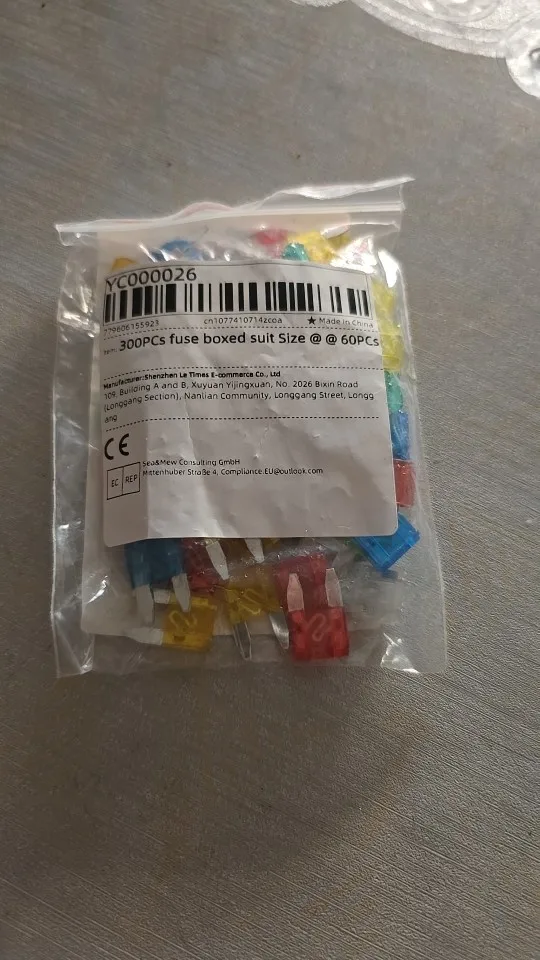 YC000026
779606155923 cn1077410714zcoa ★ Made in China
Item: 300PCs fuse boxed suit Size @ @ 60PCs
Manufacturer:Shenzhen Le Times E-commerce Co., Ltd
109, Building A and B, Xuyuan Yijingxuan, No. 2026 Bixin Road
(Longgang Section), Nanlian Community, Longgang Street, Longg
ang
CE
EC REP
Sea&Mew Consulting GmbH
Mittenhuber Straße 4, Compliance.EU@outlook.com